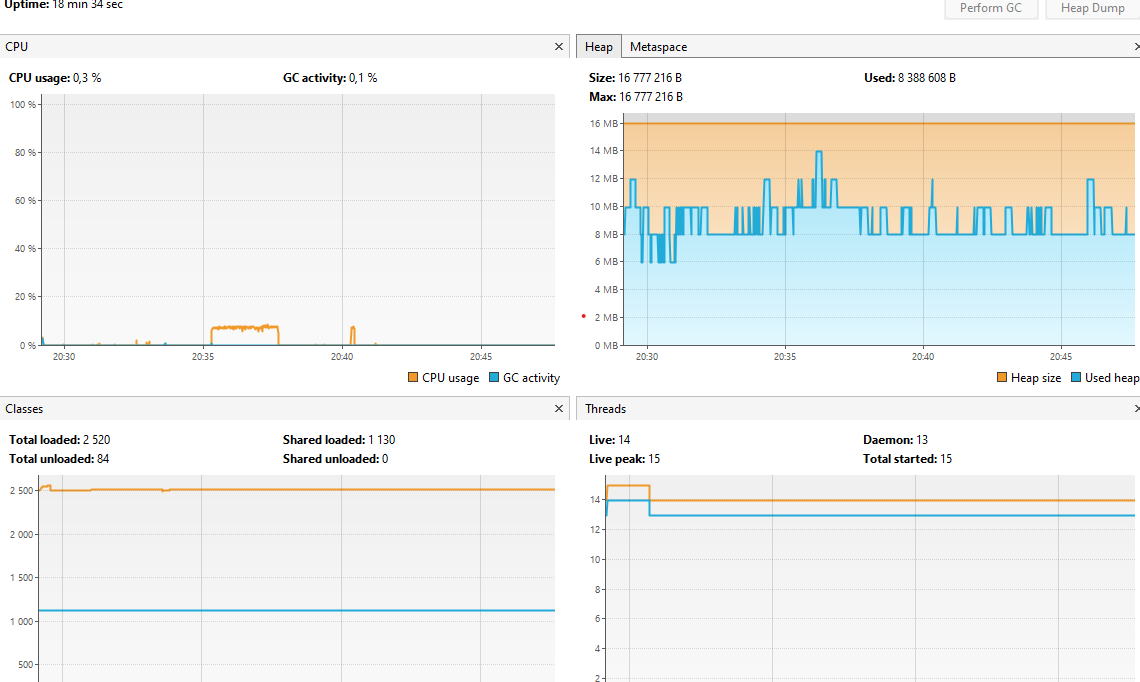 Uptime: 18 min 34 sec
Perform GC
Heap Dump
CPU
CPU usage: 0,3 %
GC activity: 0,1 %
100 %
80 %
60 %
40 %
20 %
0 %
20:30
20:35
20:40
20:45
CPU usage
GC activity
Heap
Metaspace
Size: 16 777 216 B
Used: 8 388 608 B
Max: 16 777 216 B
16 MB
14 MB
12 MB
10 MB
8 MB
6 MB
4 MB
2 MB
0 MB
20:30
20:35
20:40
20:45
Heap size
Used heap
Classes
Total loaded: 2 520
Shared loaded: 1 130
Total unloaded: 84
Shared unloaded: 0
2 500
2 000
1 500
1 000
500
Threads
Live: 14
Daemon: 13
Live peak: 15
Total started: 15
14
12
10
8
6
4
2